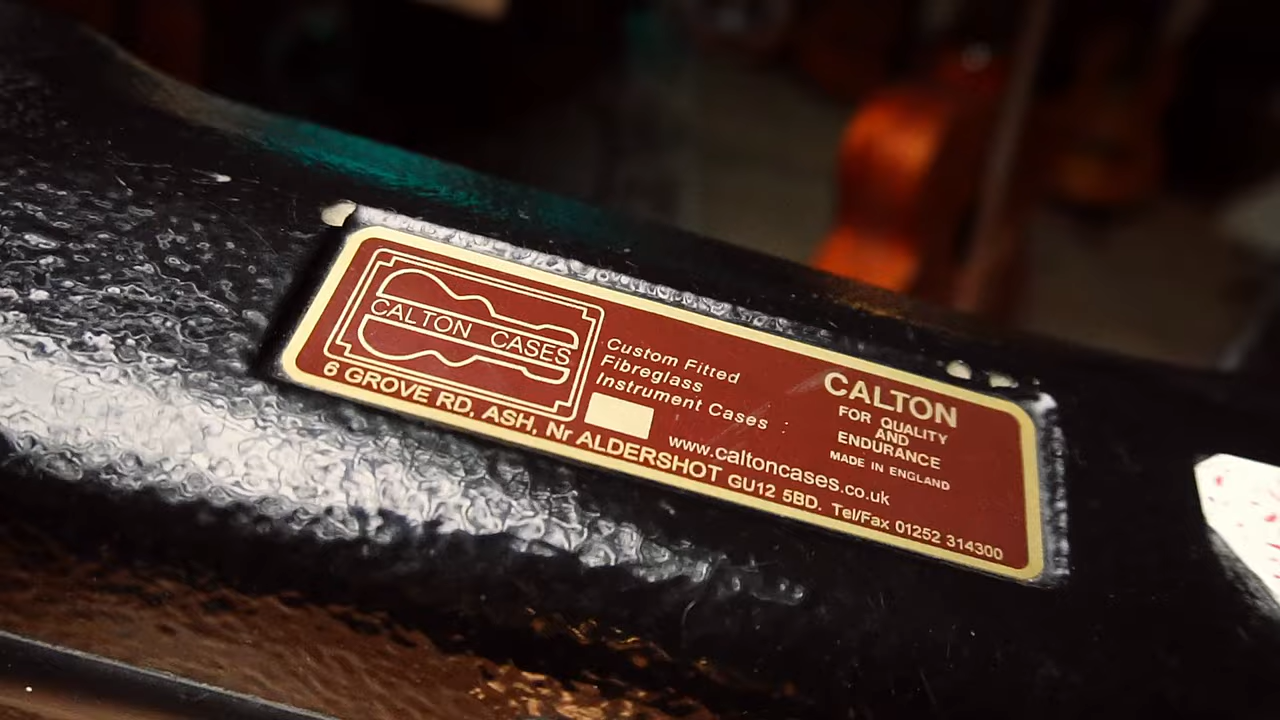 CALTON CASES
Custom Fitted
Fibreglass
Instrument Cases :
CALTON
FOR QUALITY
AND
ENDURANCE
MADE IN ENGLAND
www.caltoncases.co.uk
6 GROVE RD, ASH, Nr ALDERSHOT GU12 5BD. Tel/Fax 01252 314300